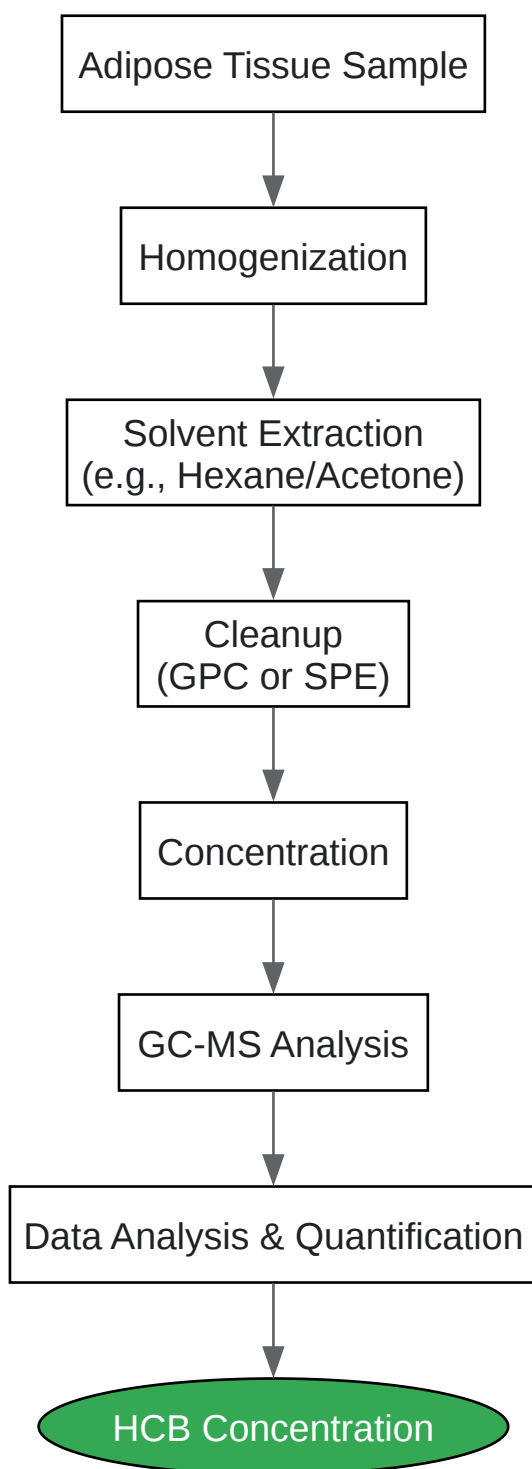 Adipose Tissue Sample
Homogenization
Solvent Extraction
(e.g., Hexane/Acetone)
Cleanup
(GPC or SPE)
Concentration
GC-MS Analysis
Data Analysis & Quantification
HCB Concentration